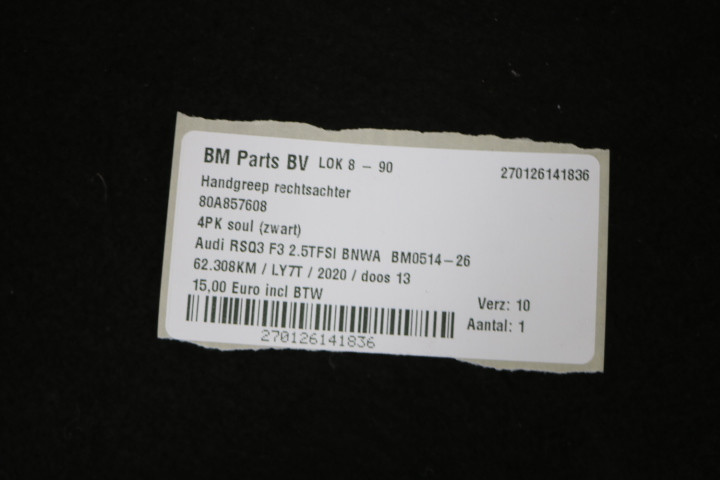 BM Parts BV LOK 8 - 90 270126141836
Handgreep rechtsachter
80A857608
4PK soul (zwart)
Audi RSQ3 F3 2.5TFSI BNWA BM0514-26
62.308KM / LY7T / 2020 / doos 13
15,00 Euro incl BTW Verz: 10
Aantal: 1
270126141836